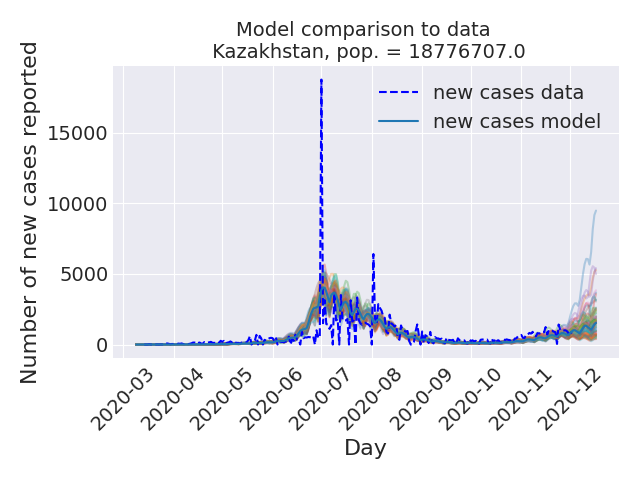 Model comparison to data
Kazakhstan, pop. = 18776707.0
Number of new cases reported
15000
10000
5000
0
new cases data
new cases model
2020-03
2020-04
2020-05
2020-06
2020-07
2020-08
2020-09
2020-10
2020-11
2020-12
Day